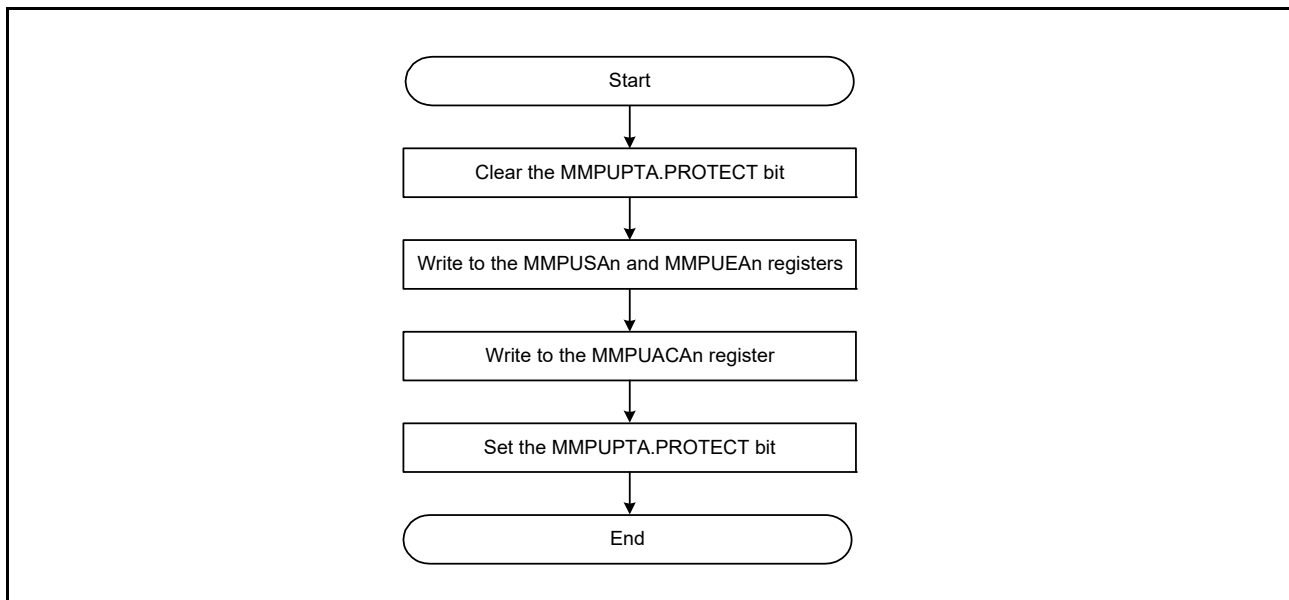 Start
Clear the MMPUPTA.PROTECT bit
Write to the MMPUSAn and MMPUEAn registers
Write to the MMPUACAn register
Set the MMPUPTA.PROTECT bit
End